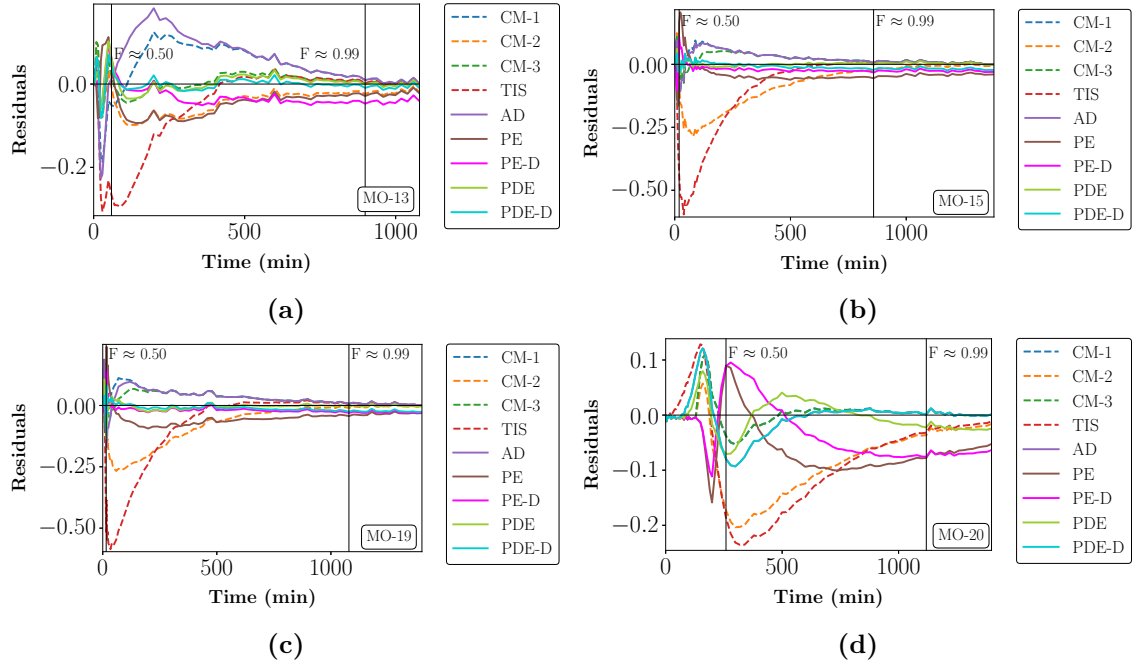 0.0
−0.2
Residuals
0
500
1000
Time (min)
F ≈ 0.50
F ≈ 0.99
MO-13
CM-1
CM-2
CM-3
TIS
AD
PE
PE-D
PDE
PDE-D
(a)
0.00
−0.25
−0.50
Residuals
0
500
1000
Time (min)
F ≈ 0.50
F ≈ 0.99
MO-15
CM-1
CM-2
CM-3
TIS
AD
PE
PE-D
PDE
PDE-D
(b)
0.00
−0.25
−0.50
Residuals
0
500
1000
Time (min)
F ≈ 0.50
F ≈ 0.99
MO-19
CM-1
CM-2
CM-3
TIS
AD
PE
PE-D
PDE
PDE-D
(c)
0.1
0.0
−0.1
−0.2
Residuals
0
500
1000
Time (min)
F ≈ 0.50
F ≈ 0.99
MO-20
CM-1
CM-2
CM-3
TIS
AD
PE
PE-D
PDE
PDE-D
(d)